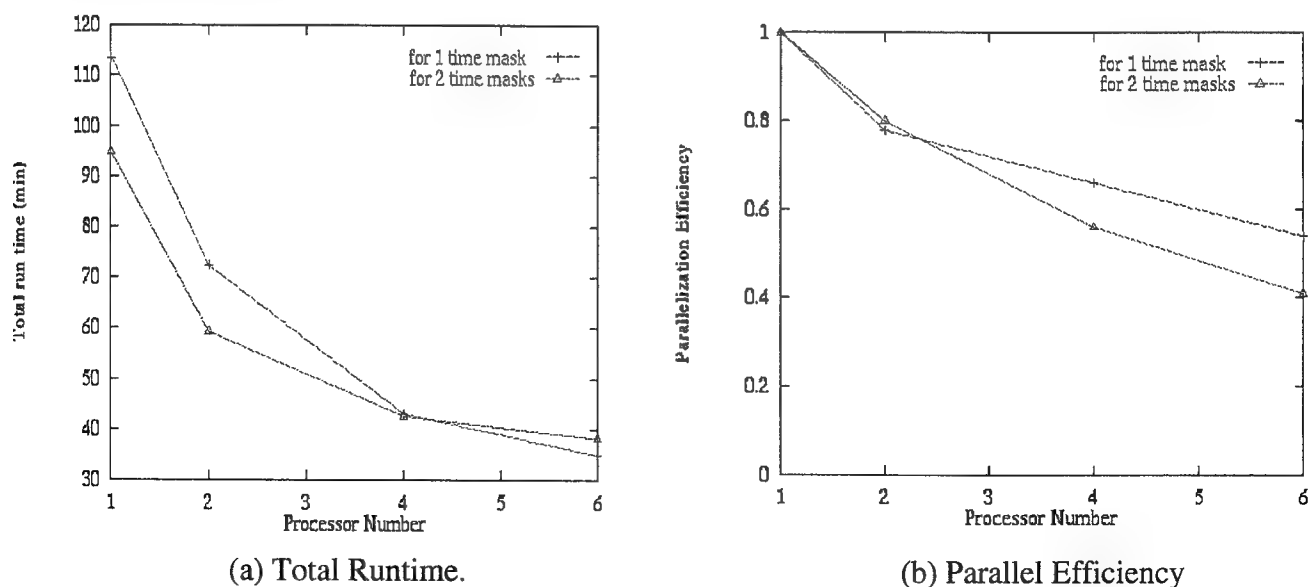 120
110
100
90
80
70
60
50
40
30
Total run time (min)
for 1 time mask
for 2 time masks
1 2 3 4 5 6
Processor Number
(a) Total Runtime.
1
0.8
0.6
0.4
0.2
0
Parallelization Efficiency
for 1 time mask
for 2 time masks
1 2 3 4 5 6
Processor Number
(b) Parallel Efficiency